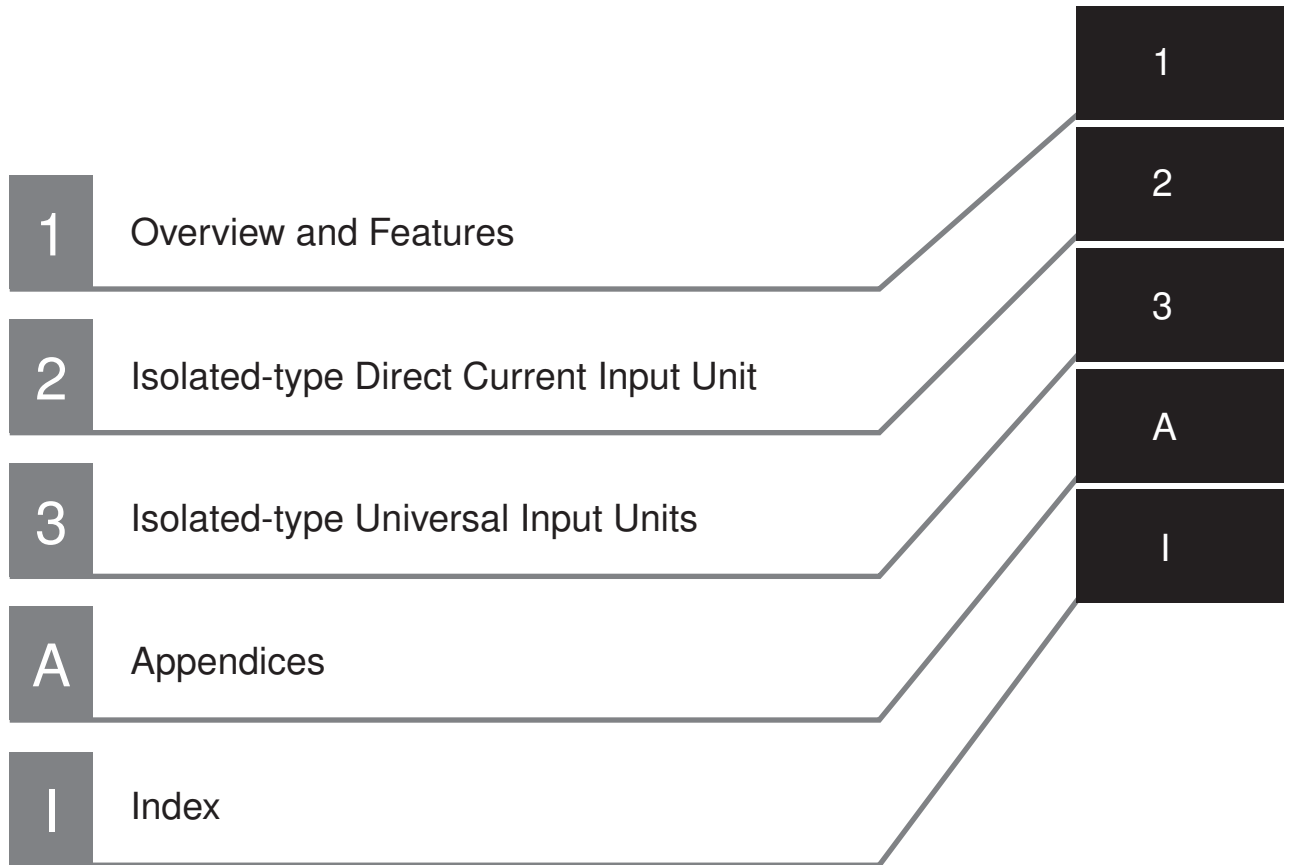 1 Overview and Features
2 Isolated-type Direct Current Input Unit
3 Isolated-type Universal Input Units
A Appendices
I Index
1
2
3
A
I